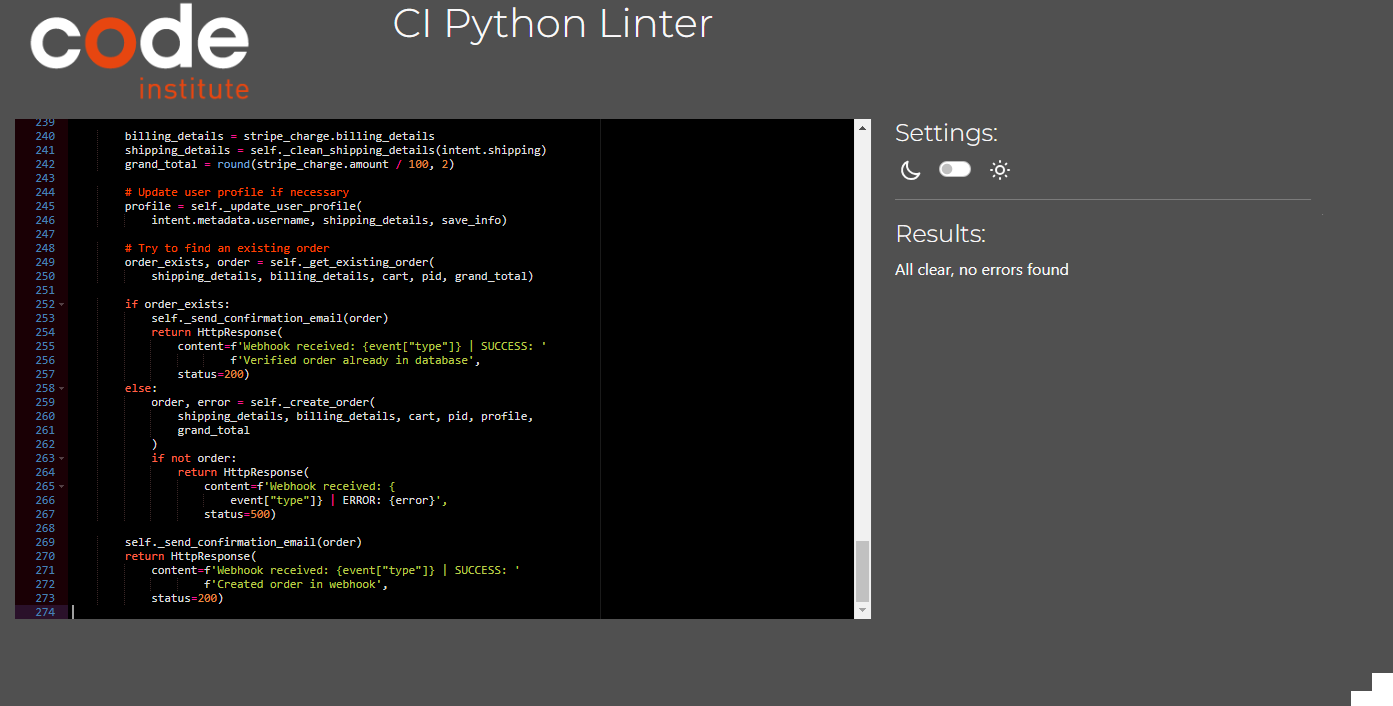 code
institute
CI Python Linter
239
240 billing_details = stripe_charge.billing_details
241 shipping_details = self._clean_shipping_details(intent.shipping)
242 grand_total = round(stripe_charge.amount / 100, 2)
243
244 # Update user profile if necessary
245 profile = self._update_user_profile(
246 intent.metadata.username, shipping_details, save_info)
247
248 # Try to find an existing order
249 order_exists, order = self._get_existing_order(
250 shipping_details, billing_details, cart, pid, grand_total)
251
252 if order_exists:
253 self._send_confirmation_email(order)
254 return HttpResponse(
255 content=f'Webhook received: {event["type"]} | SUCCESS: '
256 f'Verified order already in database',
257 status=200)
258 else:
259 order, error = self._create_order(
260 shipping_details, billing_details, cart, pid, profile,
261 grand_total
262 )
263 if not order:
264 return HttpResponse(
265 content=f'Webhook received: {
266 event["type"]} | ERROR: {error}',
267 status=500)
268
269 self._send_confirmation_email(order)
270 return HttpResponse(
271 content=f'Webhook received: {event["type"]} | SUCCESS: '
272 f'Created order in webhook',
273 status=200)
274
Settings:
Results:
All clear, no errors found